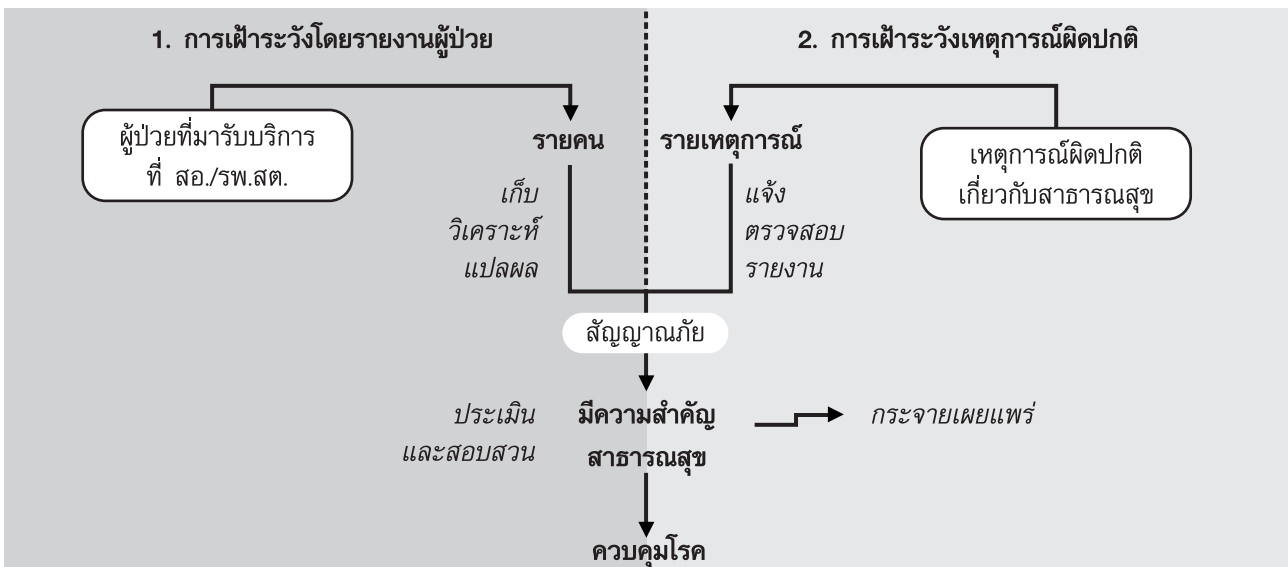 1. การเฝ้าระวังโดยรายงานผู้ป่วย
ผู้ป่วยที่มารับบริการ
ที่ สอ./รพ.สต.
รายคน
เก็บ
วิเคราะห์
แปลผล
2. การเฝ้าระวังเหตุการณ์ผิดปกติ
รายเหตุการณ์
เหตุการณ์ผิดปกติ
เกี่ยวกับสาธารณสุข
แจ้ง
ตรวจสอบ
รายงาน
สัญญาณภัย
ประเมิน
และสอบสวน
มีความสำคัญ
สาธารณสุข
กระจายเผยแพร่
ควบคุมโรค